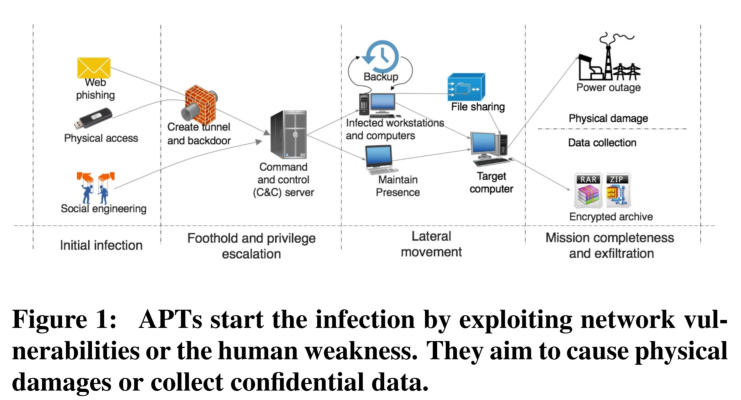 Web
phishing
Physical access
Social engineering
Create tunnel
and backdoor
Command
and control
(C&C) server
Backup
Infected workstations
and computers
File sharing
Maintain
Presence
Target
computer
Power outage
Physical damage
Data collection
RAR
ZIP
Encrypted archive
Initial infection
Foothold and privilege
escalation
Lateral
movement
Mission completeness
and exfiltration
Figure 1: APTs start the infection by exploiting network vul-
nerabilities or the human weakness. They aim to cause physical
damages or collect confidential data.